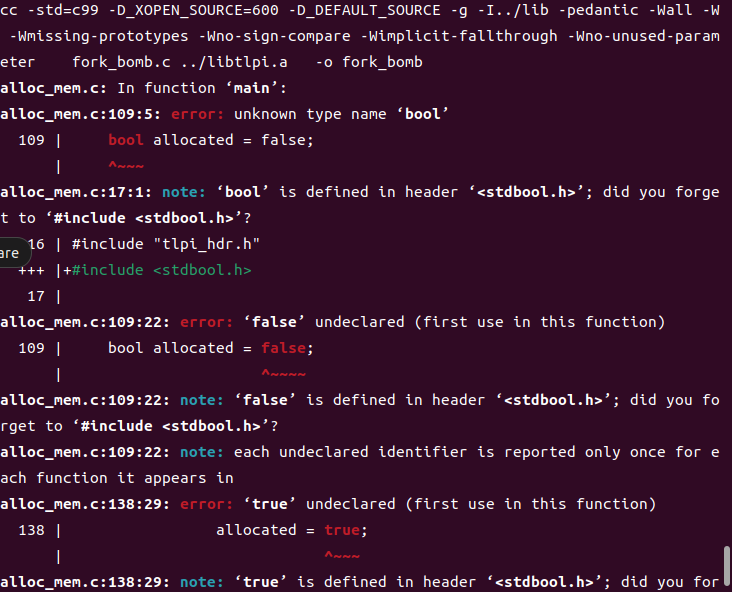 cc -std=c99 -D_XOPEN_SOURCE=600 -D_DEFAULT_SOURCE -g -I../lib -pedantic -Wall -W
 -Wmissing-prototypes -Wno-sign-compare -Wimplicit-fallthrough -Wno-unused-param
eter    fork_bomb.c ../libtlpi.a   -o fork_bomb
alloc_mem.c: In function ‘main’:
alloc_mem.c:109:5: error: unknown type name ‘bool’
  109 |     bool allocated = false;
      |     ^~~~
alloc_mem.c:17:1: note: ‘bool’ is defined in header ‘<stdbool.h>’; did you forge
t to ‘#include <stdbool.h>’?
   16 | #include "tlpi_hdr.h"
are
  +++ |+#include <stdbool.h>
   17 |
alloc_mem.c:109:22: error: ‘false’ undeclared (first use in this function)
  109 |     bool allocated = false;
      |                      ^~~~~
alloc_mem.c:109:22: note: ‘false’ is defined in header ‘<stdbool.h>’; did you fo
rget to ‘#include <stdbool.h>’?
alloc_mem.c:109:22: note: each undeclared identifier is reported only once for e
ach function it appears in
alloc_mem.c:138:29: error: ‘true’ undeclared (first use in this function)
  138 |                 allocated = true;
      |                             ^~~~
alloc_mem.c:138:29: note: ‘true’ is defined in header ‘<stdbool.h>’; did you for